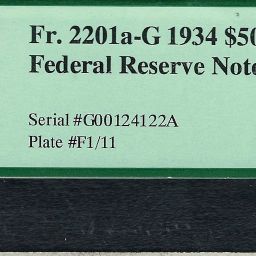 Fr. 2201a-G 1934 $50
Federal Reserve Note
Serial #G00124122A
Plate #F1/11